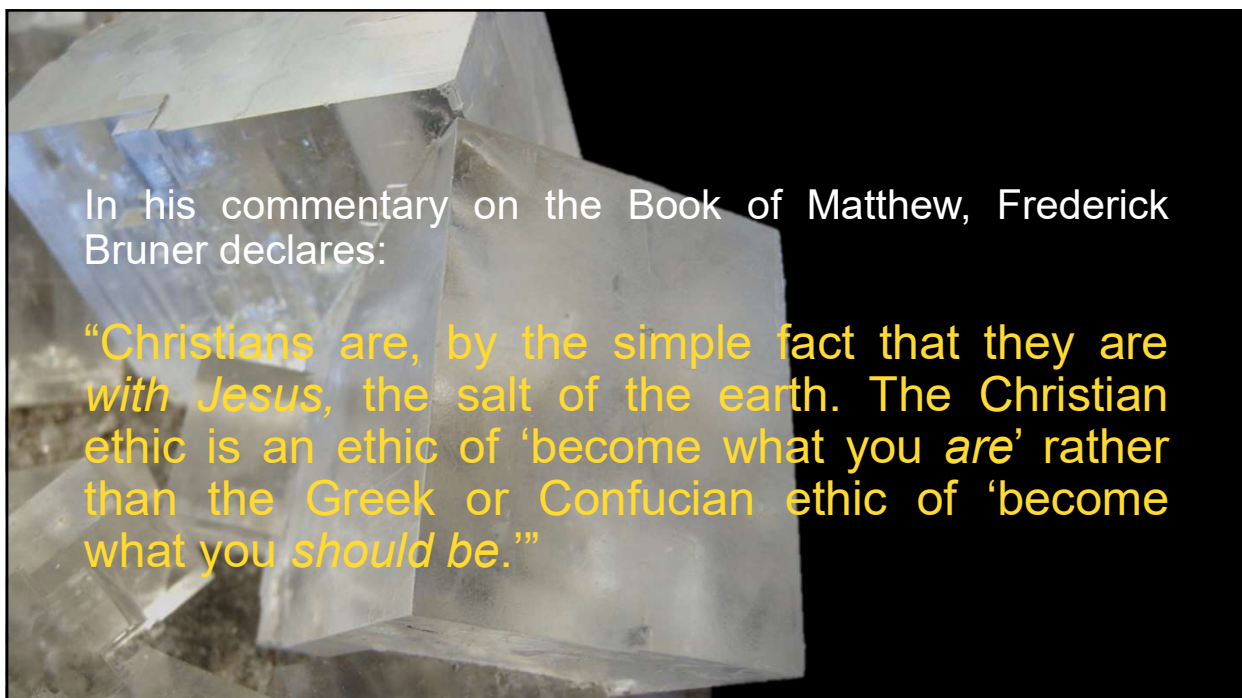 In his commentary on the Book of Matthew, Frederick
Bruner declares:
“Christians are, by the simple fact that they are
with Jesus, the salt of the earth. The Christian
ethic is an ethic of ‘become what you are’ rather
than the Greek or Confucian ethic of ‘become
what you should be.’”